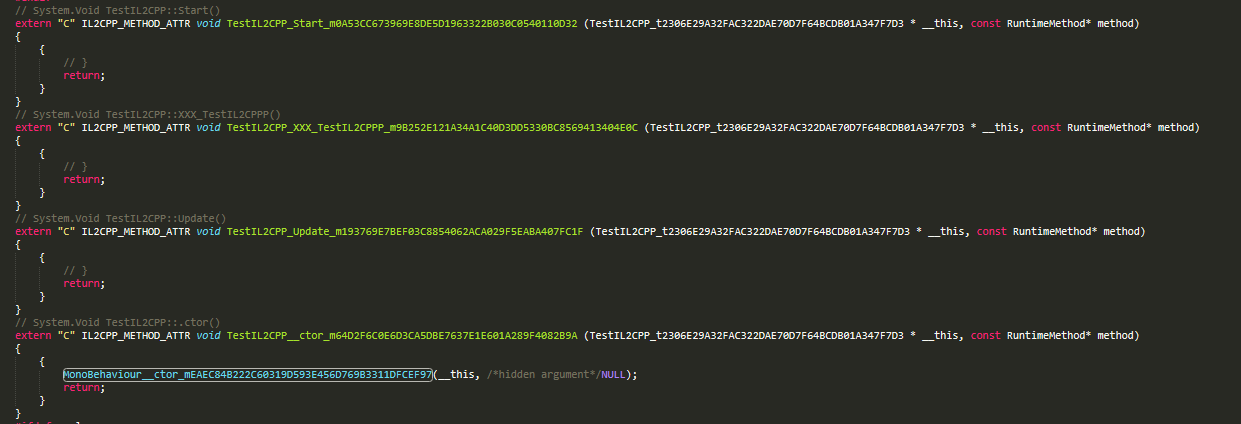 // System.Void TestIL2CPP::Start()
extern "C" IL2CPP_METHOD_ATTR void TestIL2CPP_Start_m0A53CC673969E8DE5D1963322B030C0540110D32 (TestIL2CPP_t2306E29A32FAC322DAE70D7F64BCDB01A347F7D3 * __this, const RuntimeMethod* method)
{
{
// }
return;
}
}
// System.Void TestIL2CPP::XXX_TestIL2CPPP()
extern "C" IL2CPP_METHOD_ATTR void TestIL2CPP_XXX_TestIL2CPPP_m9B252E121A34A1C40D3DD5330BC8569413404E0C (TestIL2CPP_t2306E29A32FAC322DAE70D7F64BCDB01A347F7D3 * __this, const RuntimeMethod* method)
{
{
// }
return;
}
}
// System.Void TestIL2CPP::Update()
extern "C" IL2CPP_METHOD_ATTR void TestIL2CPP_Update_m193769E7BEF03C8854062ACA029F5EABA407FC1F (TestIL2CPP_t2306E29A32FAC322DAE70D7F64BCDB01A347F7D3 * __this, const RuntimeMethod* method)
{
{
// }
return;
}
}
// System.Void TestIL2CPP::.ctor()
extern "C" IL2CPP_METHOD_ATTR void TestIL2CPP__ctor_m64D2F6C0E6D3CA5DBE7637E1E601A289F4082B9A (TestIL2CPP_t2306E29A32FAC322DAE70D7F64BCDB01A347F7D3 * __this, const RuntimeMethod* method)
{
{
MonoBehaviour__ctor_mEAEC84B222C60319D593E456D769B3311DFCEF97(__this, /*hidden argument*/NULL);
return;
}
}